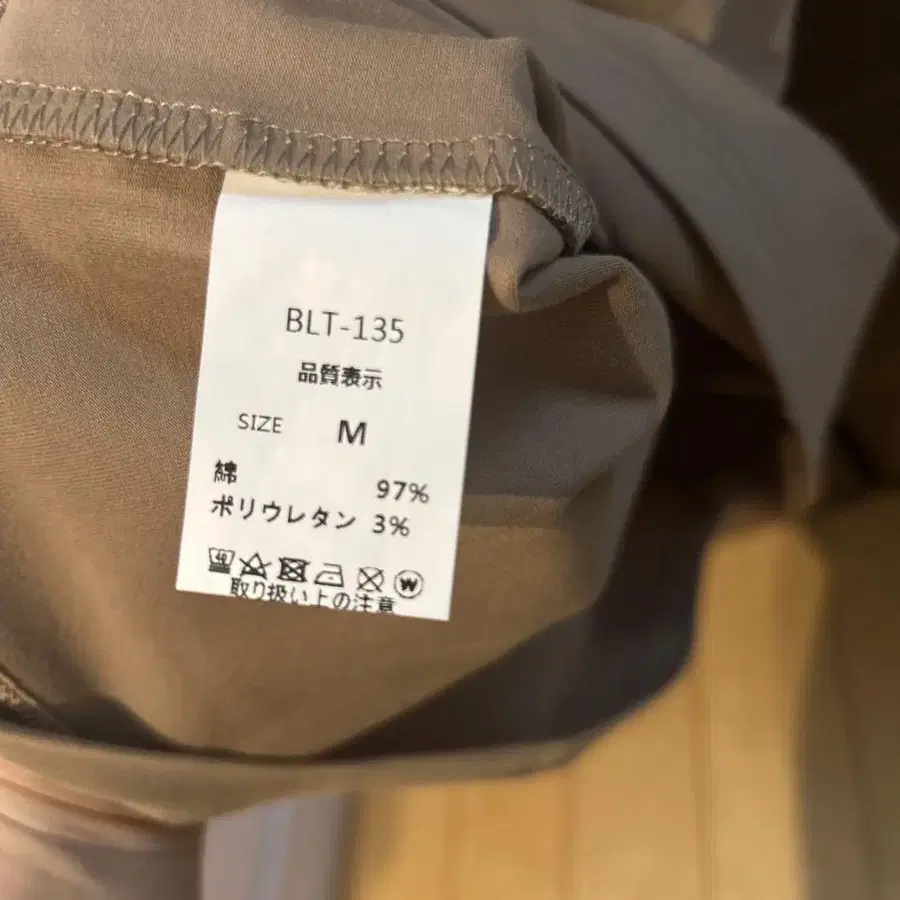 BLT-135
品質表示
SIZE M
綿 97%
ポリウレタン 3%
40 W
取り扱い上の注意